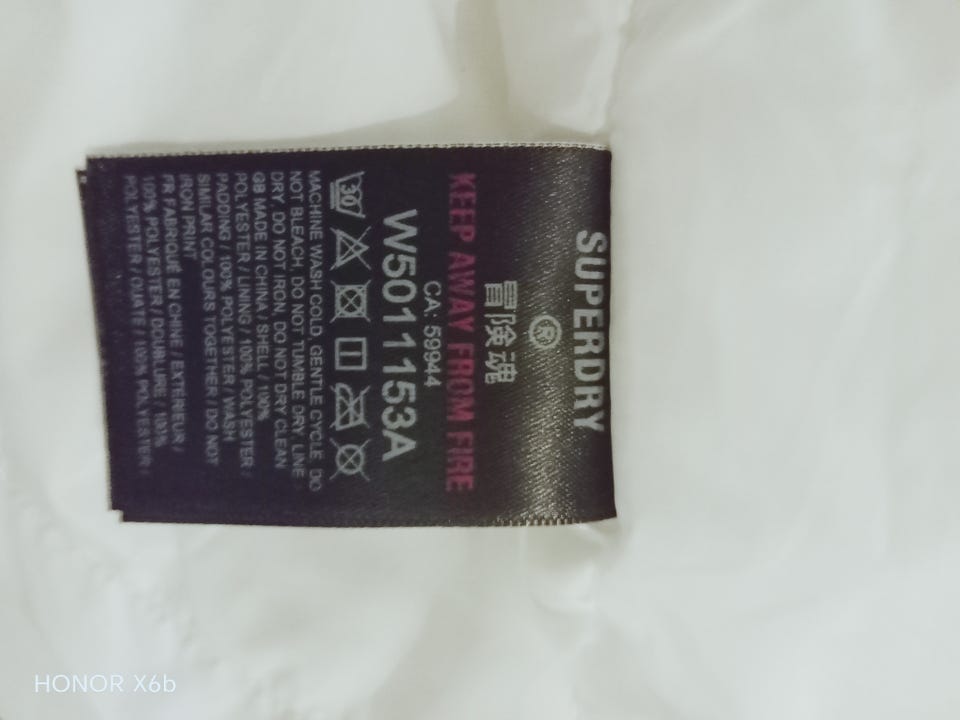 SUPERDRY
®
冒険魂
KEEP AWAY FROM FIRE
CA: 59944
W5011153A
30
MACHINE WASH COLD, GENTLE CYCLE. DO
NOT BLEACH, DO NOT TUMBLE DRY, LINE
DRY. DO NOT IRON, DO NOT DRY CLEAN
GB MADE IN CHINA / SHELL / 100%
POLYESTER / LINING / 100% POLYESTER /
PADDING / 100% POLYESTER / WASH
SIMILAR COLOURS TOGETHER / DO NOT
IRON PRINT
FR FABRIQUÉ EN CHINE / EXTÉRIEUR /
100% POLYESTER / DOUBLURE / 100%
POLYESTER / OUATE / 100% POLYESTER /
HONOR X6b